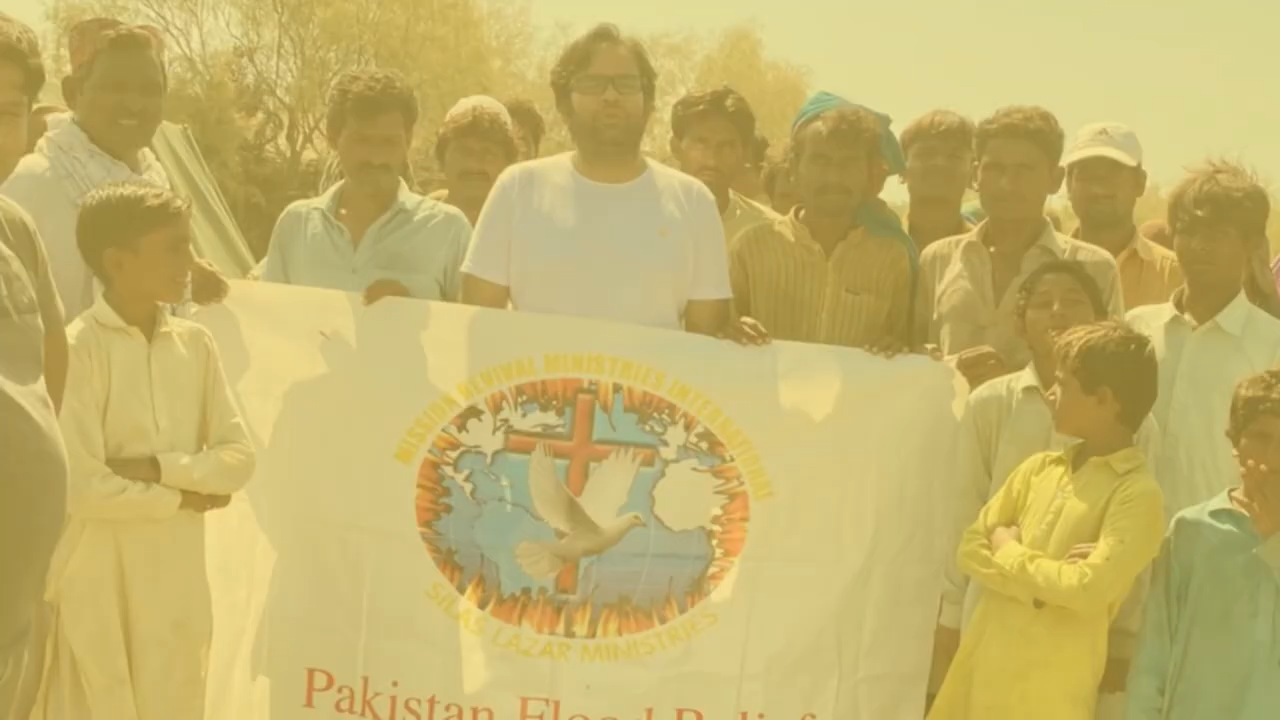 MISSION REVIVAL MINISTRIES INTERNATIONAL
SILAS LAZAR MINISTRIES
Pakistan Flood Relief